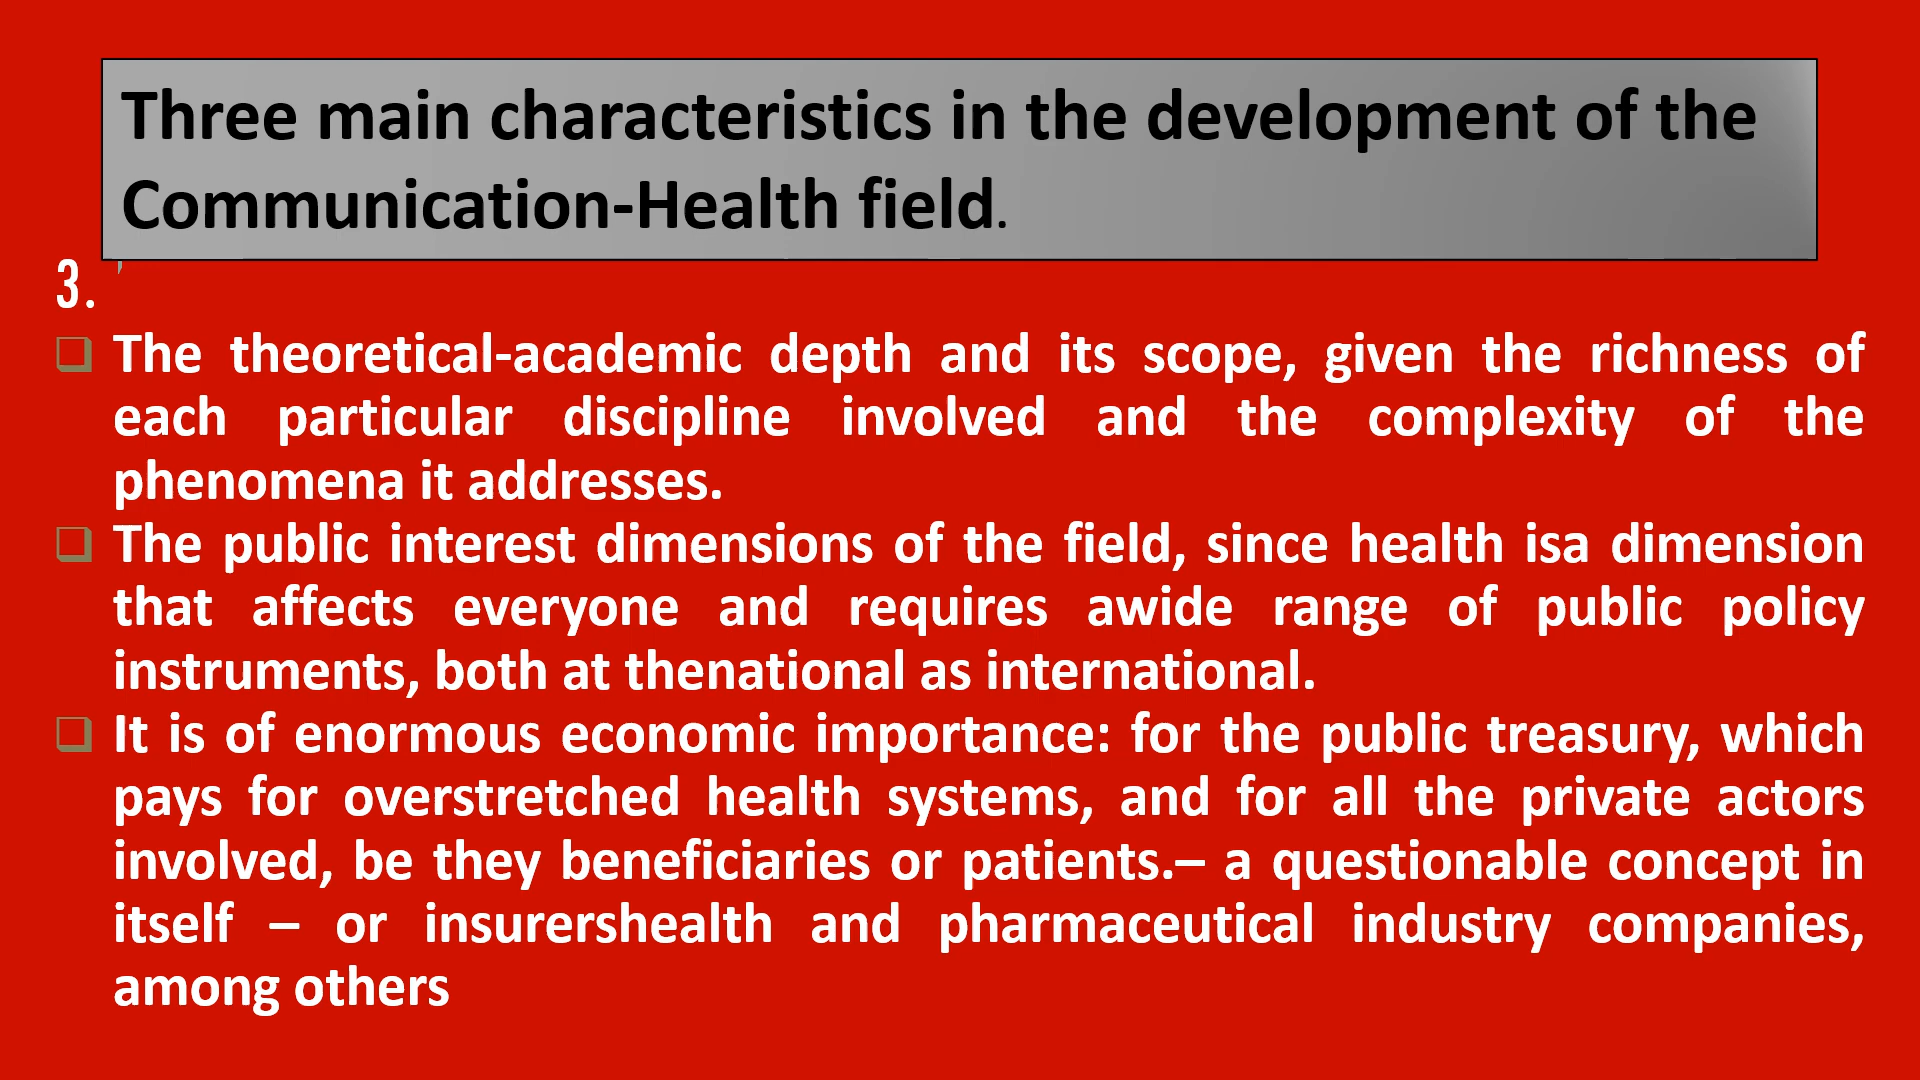 Three main characteristics in the development of the
Communication-Health field.
3.
The theoretical-academic depth and its scope, given the richness of
each particular discipline involved and the complexity of the
phenomena it addresses.
The public interest dimensions of the field, since health isa dimension
that affects everyone and requires awide range of public policy
instruments, both at thenational as international.
It is of enormous economic importance: for the public treasury, which
pays for overstretched health systems, and for all the private actors
involved, be they beneficiaries or patients.– a questionable concept in
itself – or insurershealth and pharmaceutical industry companies,
among others